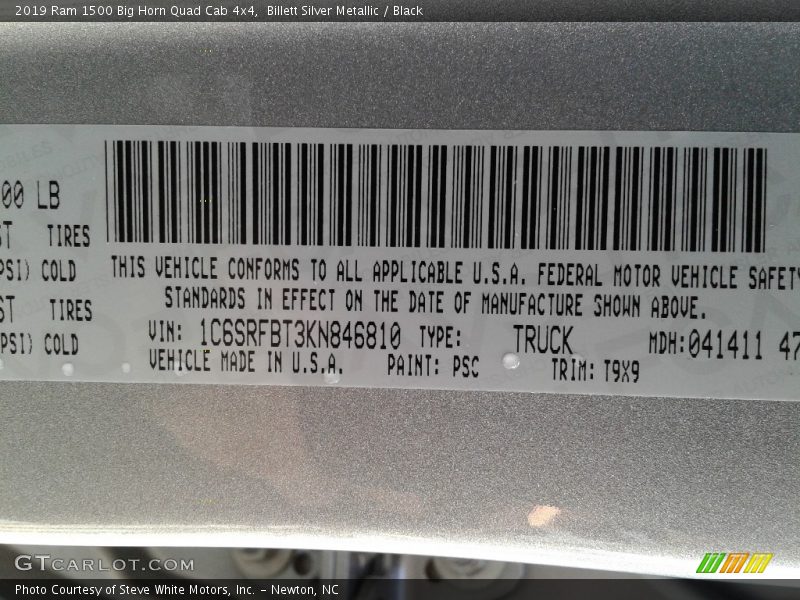 2019 Ram 1500 Big Horn Quad Cab 4x4,  Billett Silver Metallic / Black
00 LB
ST TIRES
PSI) COLD
ST TIRES
PSI) COLD
THIS VEHICLE CONFORMS TO ALL APPLICABLE U.S.A. FEDERAL MOTOR VEHICLE SAFETY
STANDARDS IN EFFECT ON THE DATE OF MANUFACTURE SHOWN ABOVE.
VIN: 1C6SRFBT3KN846810 TYPE: TRUCK MDH:041411 47
VEHICLE MADE IN U.S.A. PAINT: PSC TRIM: T9X9
GTCARLOT.COM
Photo Courtesy of Steve White Motors, Inc. – Newton, NC